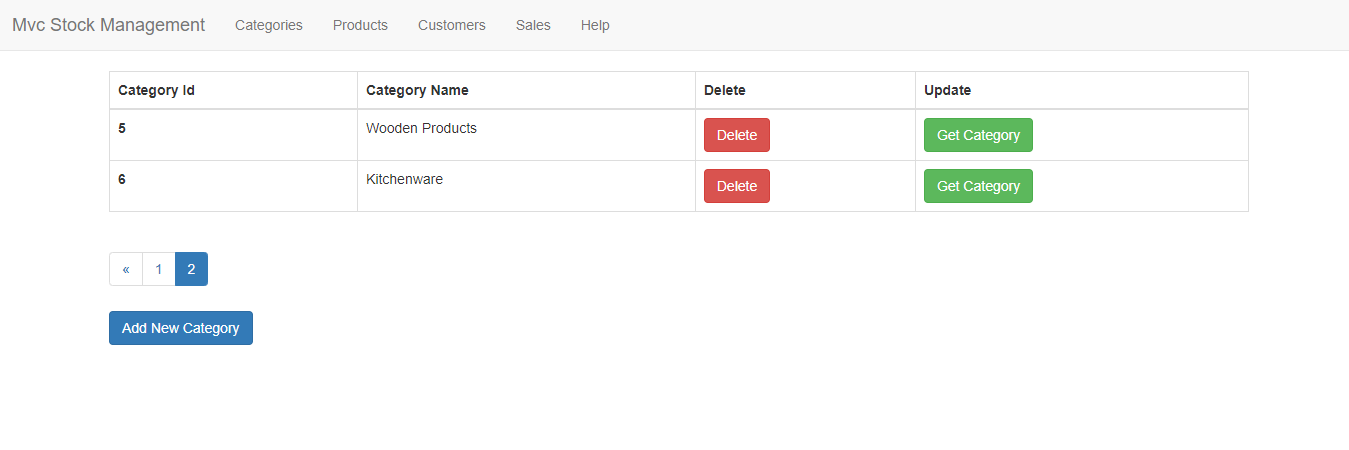 Mvc Stock Management Categories Products Customers Sales Help
Category Id Category Name Delete Update
5 Wooden Products Delete Get Category
6 Kitchenware Delete Get Category
« 1 2
Add New Category